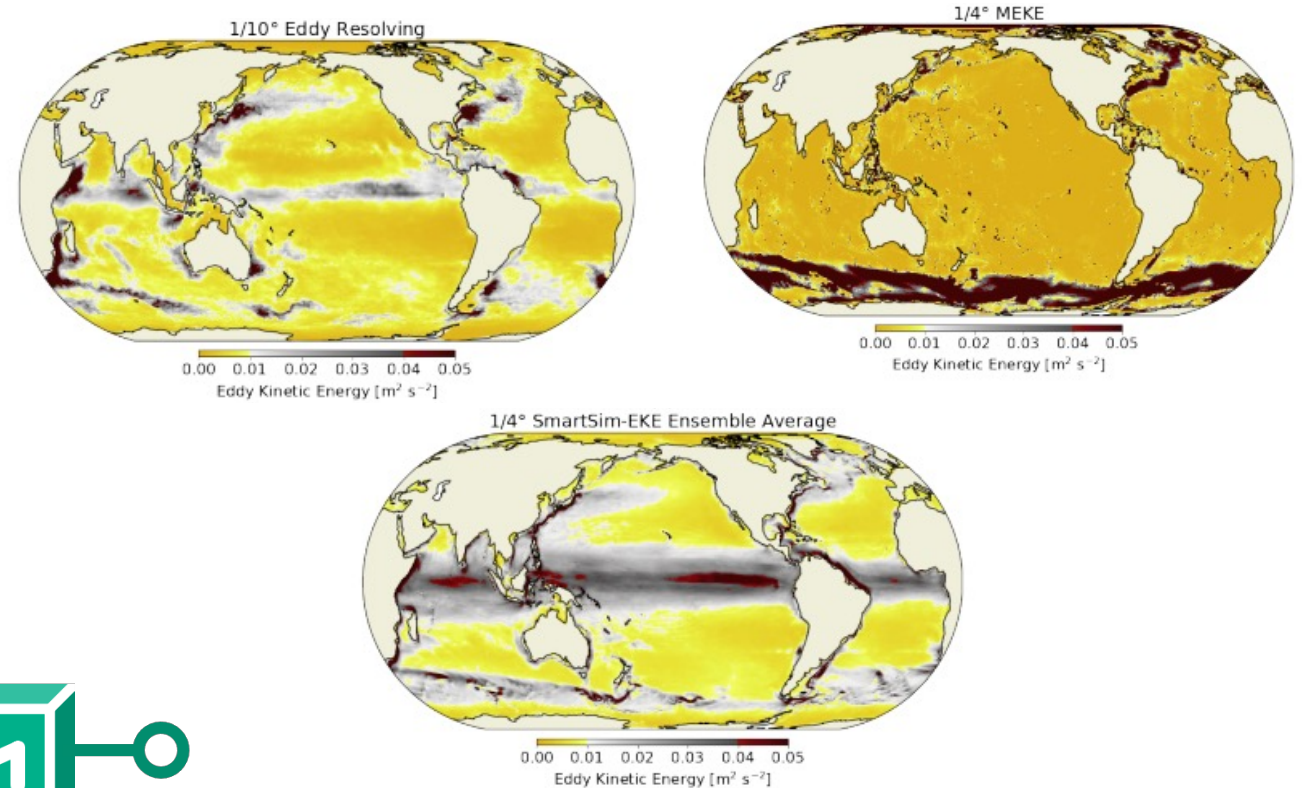 1/10° Eddy Resolving
0.00 0.01 0.02 0.03 0.04 0.05
Eddy Kinetic Energy [m² s⁻²]
1/4° MEKE
0.00 0.01 0.02 0.03 0.04 0.05
Eddy Kinetic Energy [m² s⁻²]
1/4° SmartSim-EKE Ensemble Average
0.00 0.01 0.02 0.03 0.04 0.05
Eddy Kinetic Energy [m² s⁻²]